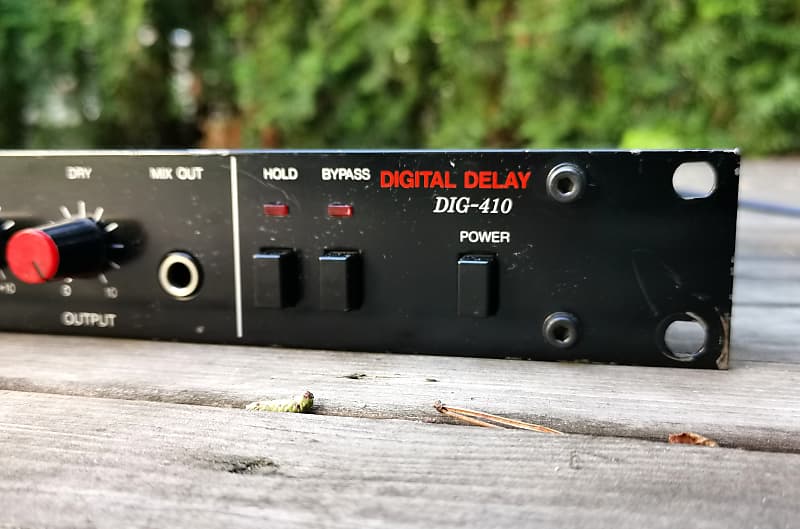 DRY
MIX OUT
HOLD
BYPASS
DIGITAL DELAY
DIG-410
POWER
+10
0
10
OUTPUT